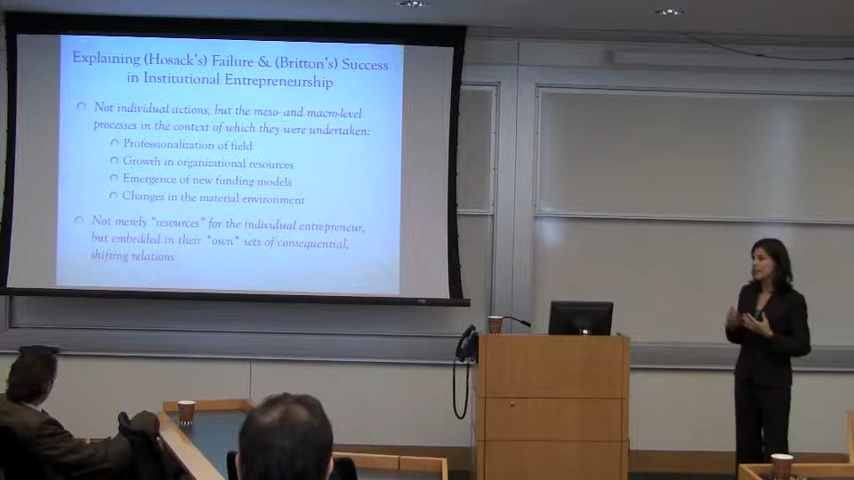 Explaining (Hosack's) Failure & (Britton's) Success
in Institutional Entrepreneurship
Not individual actions, but the meso- and macro-level
processes in the context of which they were undertaken:
Professionalization of field
Growth in organizational resources
Emergence of new funding models
Changes in the material environment
Not merely "resources" for the individual entrepreneur,
but embedded in their "own" sets of consequential,
shifting relations